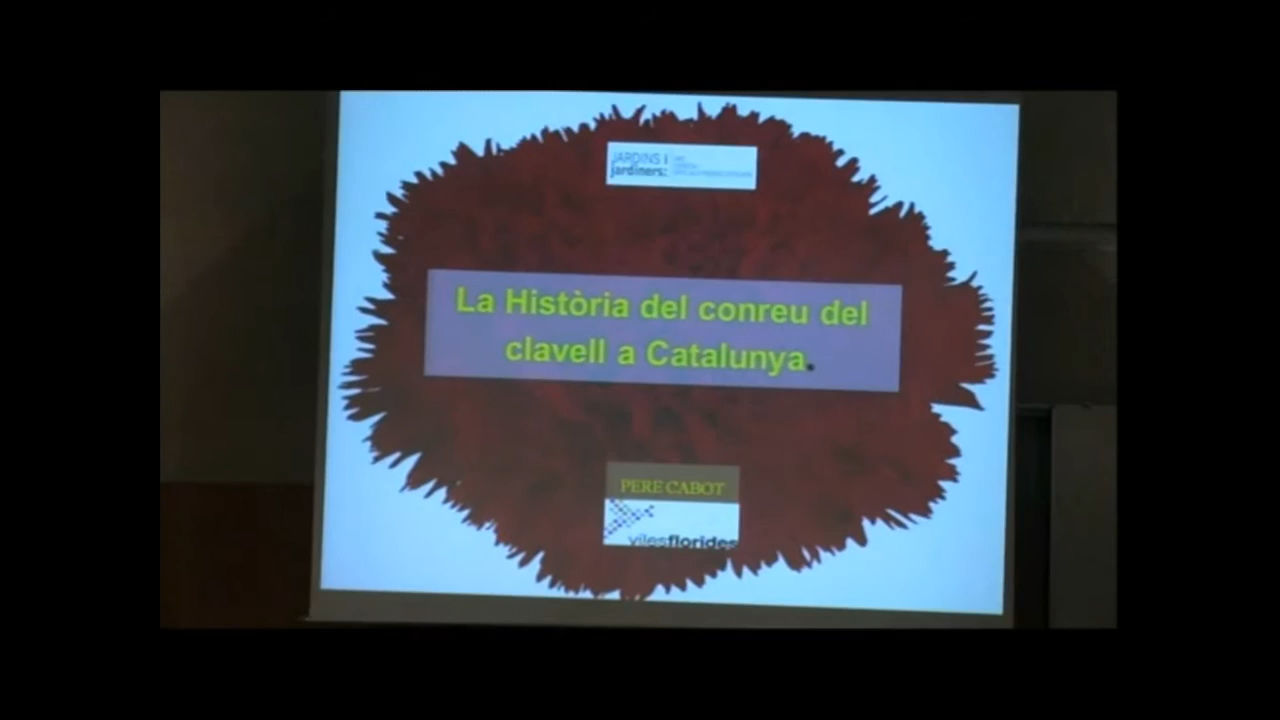 JARDINS i
jardiners:
La Història del conreu del
clavell a Catalunya.
PERE CABOT
vilesflorides